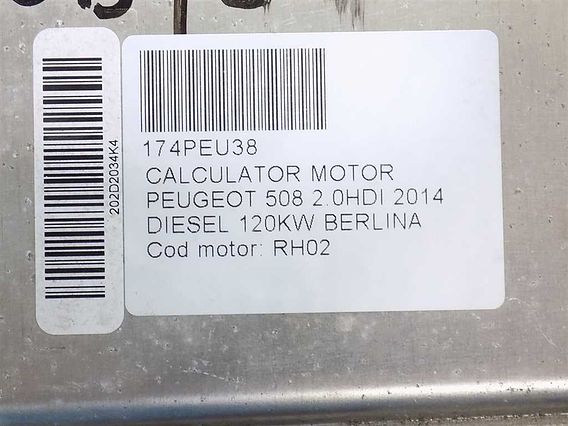 202D2034K4
174PEU38
CALCULATOR MOTOR
PEUGEOT 508 2.0HDI 2014
DIESEL 120KW BERLINA
Cod motor: RH02